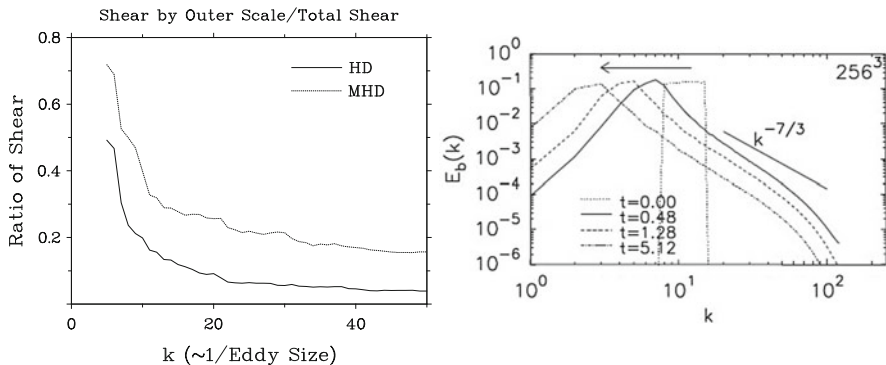 Shear by Outer Scale/Total Shear
0.8
0.6
0.4
0.2
Ratio of Shear
HD
MHD
0
20
40
k (~1/Eddy Size)
10^0
10^-1
10^-2
10^-3
10^-4
10^-5
10^-6
E_b(k)
256^3
k^-7/3
t=0.00
t=0.48
t=1.28
t=5.12
10^0
10^1
10^2
k